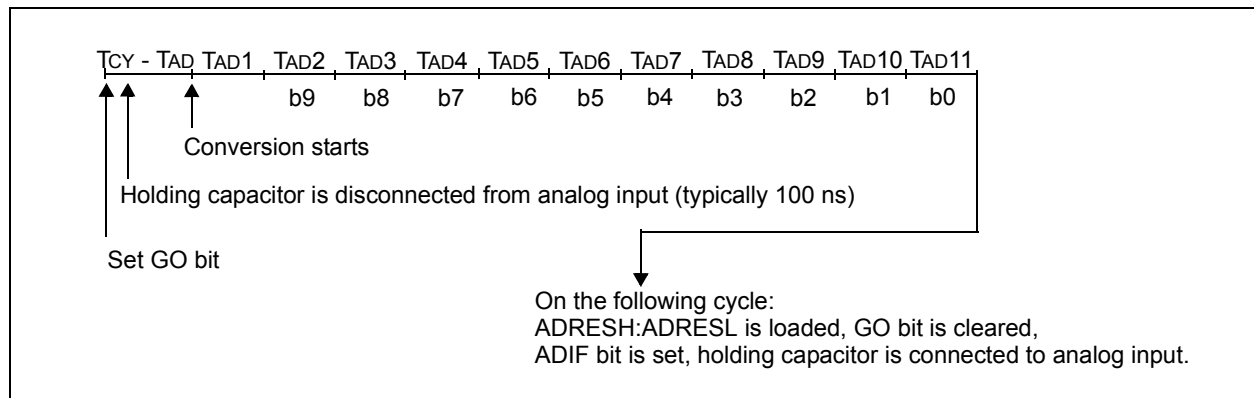 TCY - TAD TAD1 TAD2 TAD3 TAD4 TAD5 TAD6 TAD7 TAD8 TAD9 TAD10 TAD11
b9 b8 b7 b6 b5 b4 b3 b2 b1 b0
Conversion starts
Holding capacitor is disconnected from analog input (typically 100 ns)
Set GO bit
On the following cycle:
ADRESH:ADRESL is loaded, GO bit is cleared,
ADIF bit is set, holding capacitor is connected to analog input.